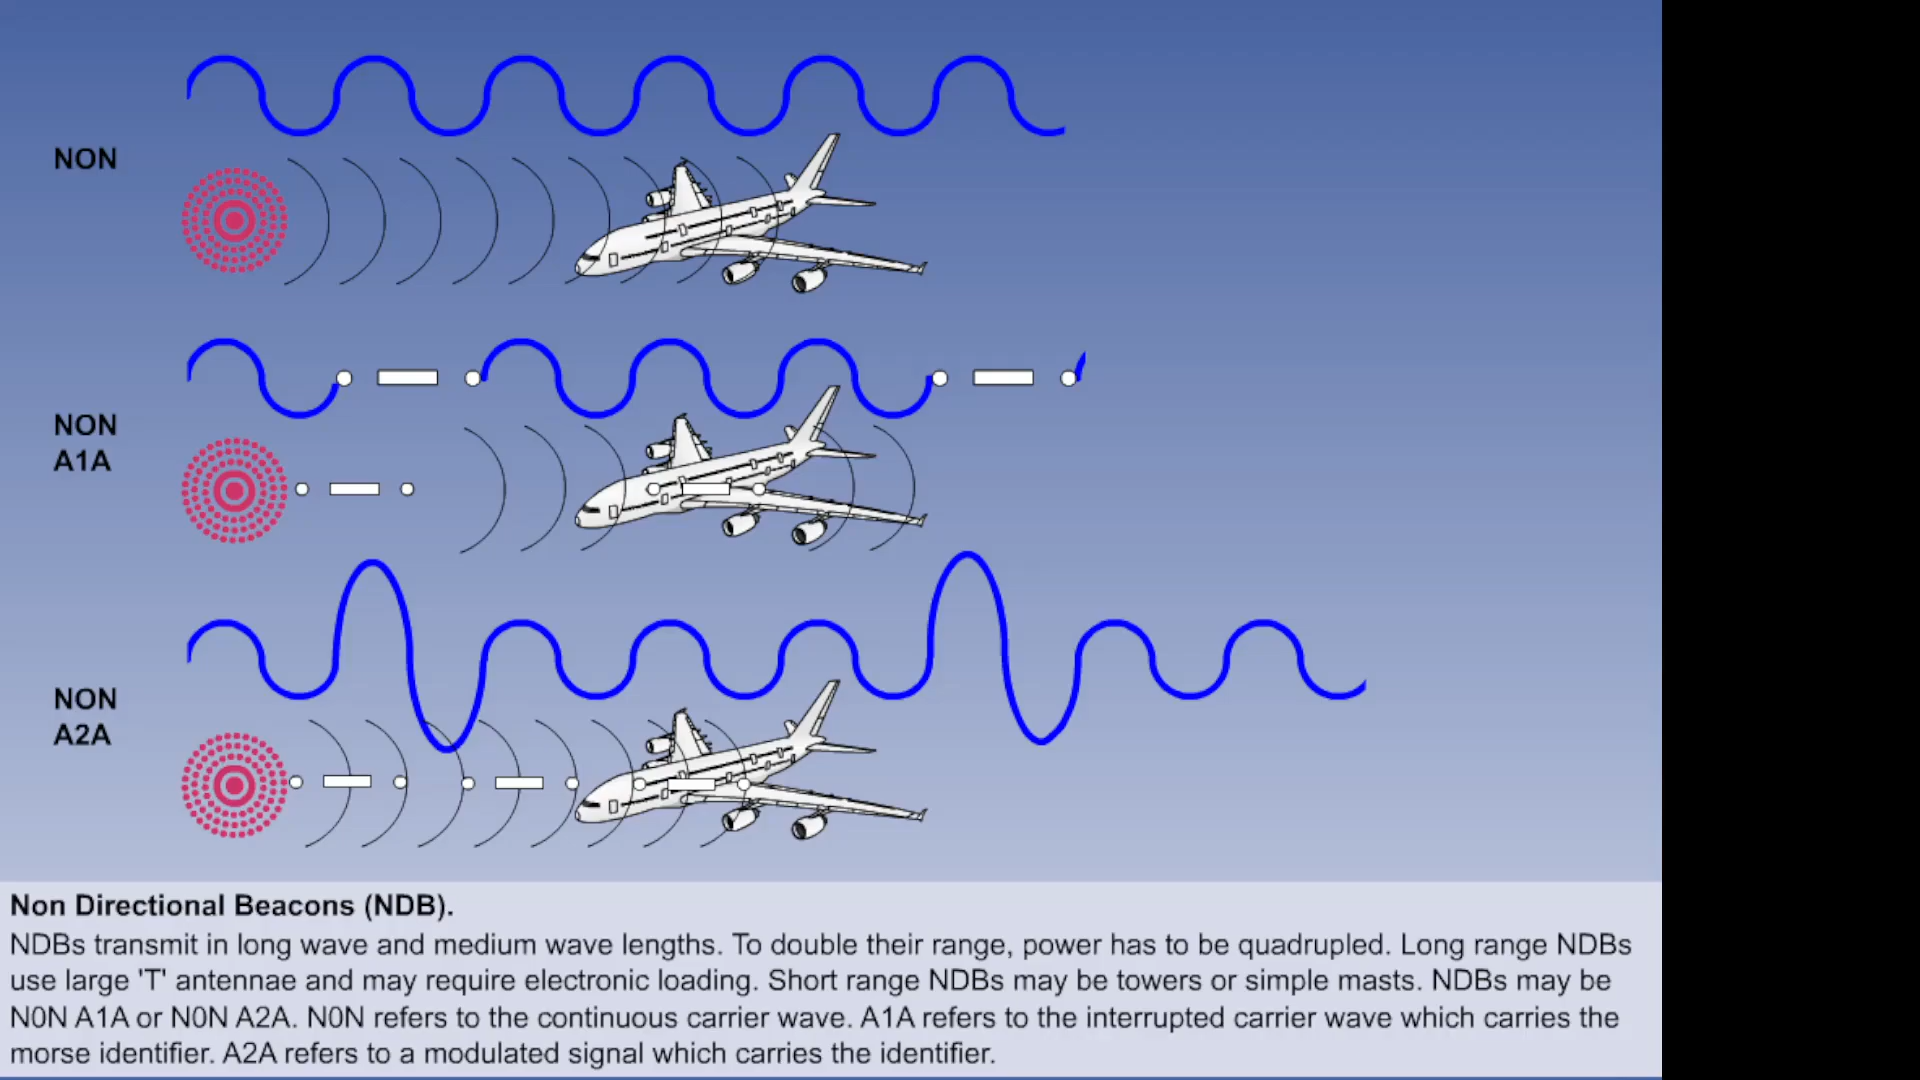 NON
NON
A1A
NON
A2A
Non Directional Beacons (NDB).
NDBs transmit in long wave and medium wave lengths. To double their range, power has to be quadrupled. Long range NDBs
use large 'T' antennae and may require electronic loading. Short range NDBs may be towers or simple masts. NDBs may be
N0N A1A or N0N A2A. N0N refers to the continuous carrier wave. A1A refers to the interrupted carrier wave which carries the
morse identifier. A2A refers to a modulated signal which carries the identifier.